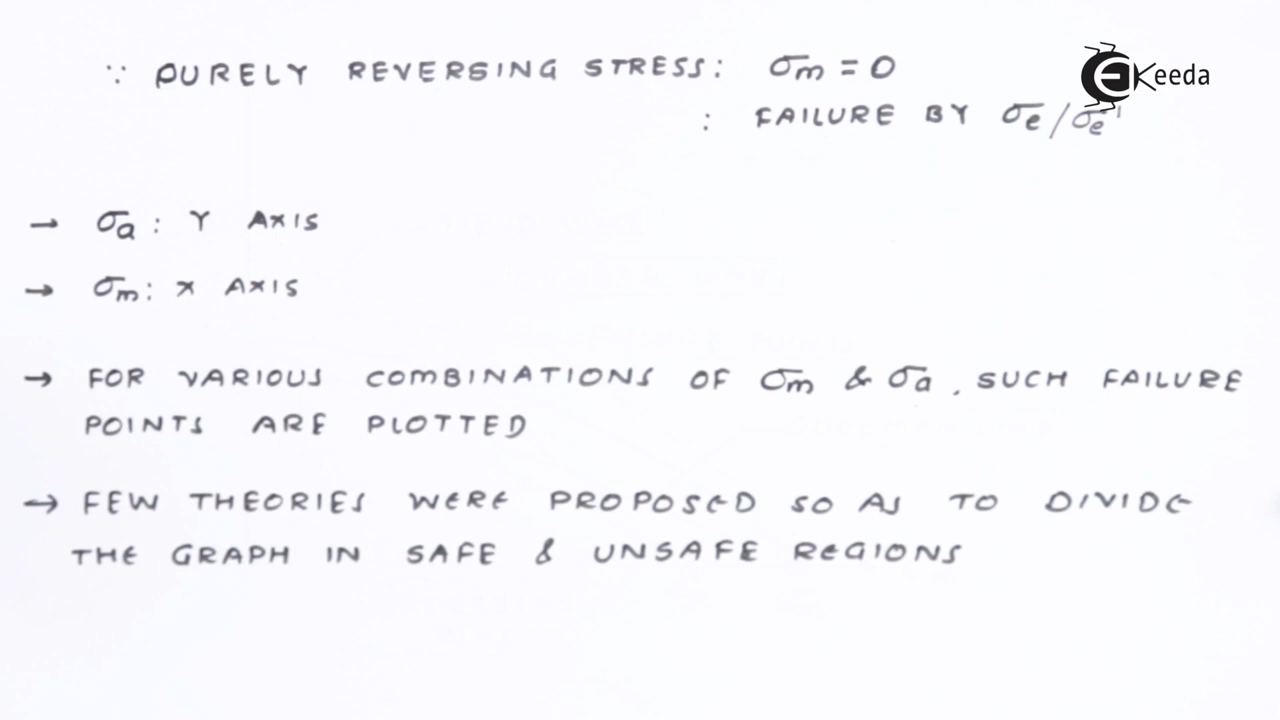 ∵ PURELY REVERSING STRESS: σm = 0
: FAILURE BY σe/σe'
Keeda
→ σa: Y AXIS
→ σm: X AXIS
→ FOR VARIOUS COMBINATIONS OF σm & σa, SUCH FAILURE
POINTS ARE PLOTTED
→ FEW THEORIES WERE PROPOSED SO AS TO DIVIDE
THE GRAPH IN SAFE & UNSAFE REGIONS